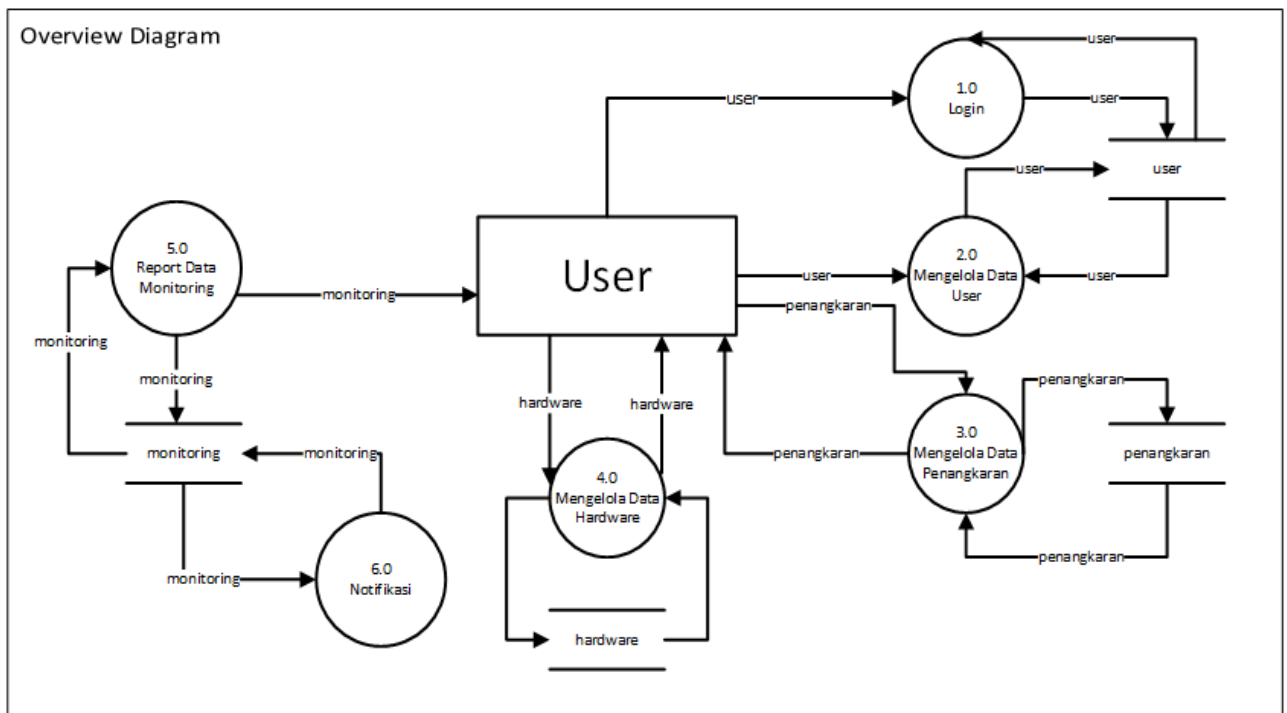 Overview Diagram
user
1.0
Login
user
user
user
user
2.0
Mengelola Data
User
user
user
User
penangkaran
5.0
Report Data
Monitoring
monitoring
monitoring
monitoring
monitoring
monitoring
monitoring
6.0
Notifikasi
hardware
hardware
4.0
Mengelola Data
Hardware
hardware
penangkaran
3.0
Mengelola Data
Penangkaran
penangkaran
penangkaran
penangkaran